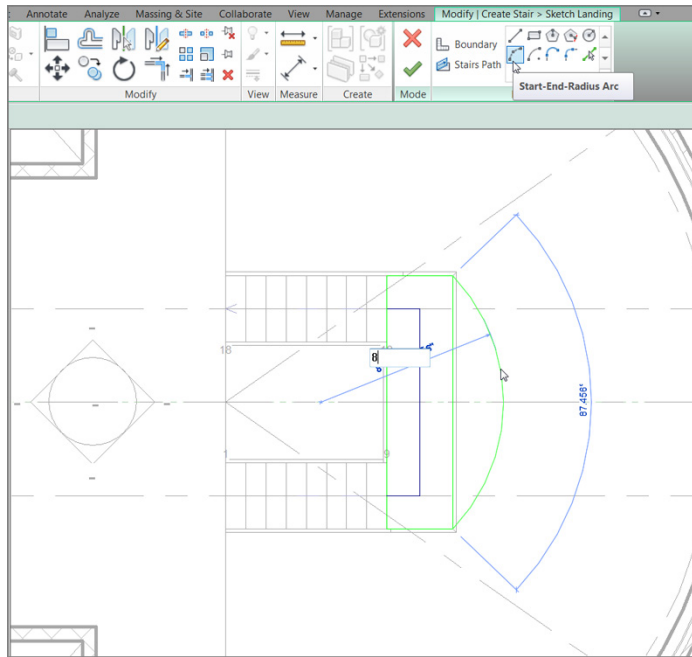 Annotate Analyze Massing & Site Collaborate View Manage Extensions Modify | Create Stair > Sketch Landing
Boundary
Stairs Path
Modify View Measure Create Mode
Start-End-Radius Arc
18
8
1
9
87.456°